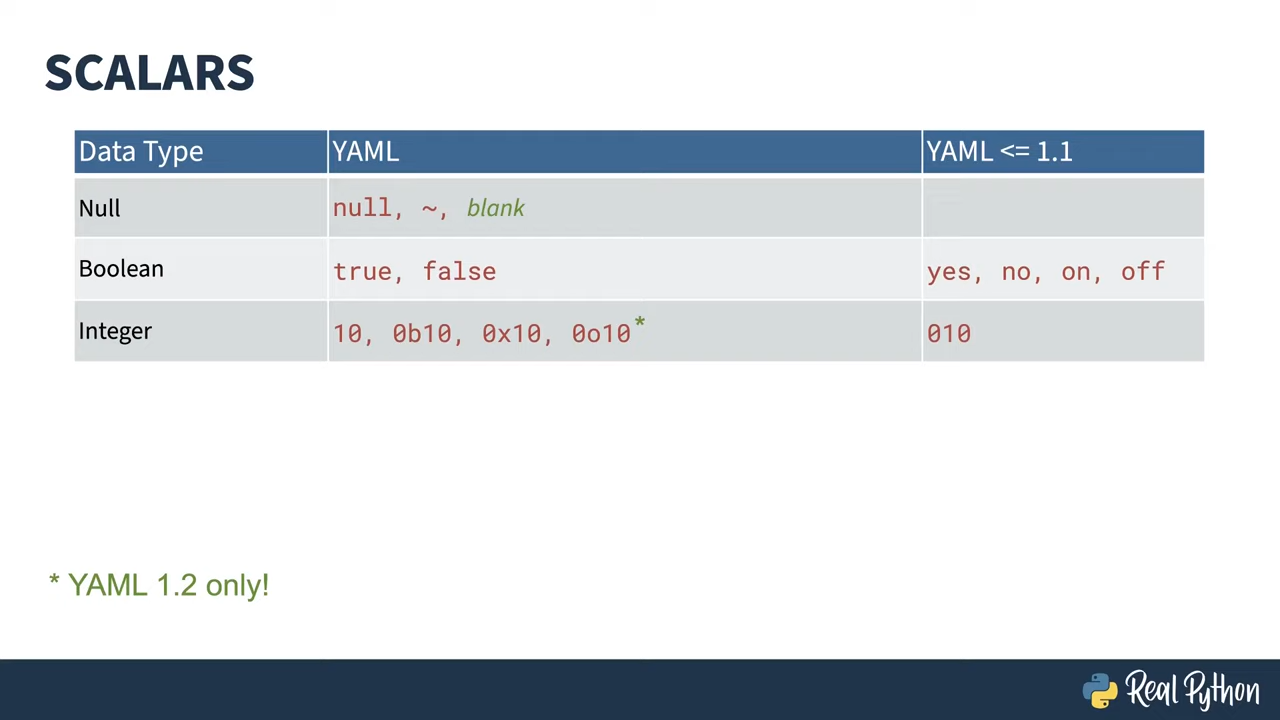 SCALARS
Data Type YAML YAML <= 1.1
Null null, ~, blank
Boolean true, false yes, no, on, off
Integer 10, 0b10, 0x10, 0o10* 010
* YAML 1.2 only!
Real Python